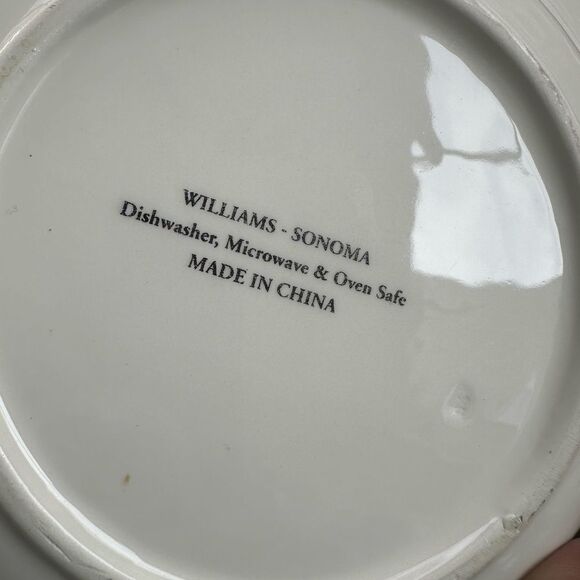 WILLIAMS - SONOMA
Dishwasher, Microwave & Oven Safe
MADE IN CHINA